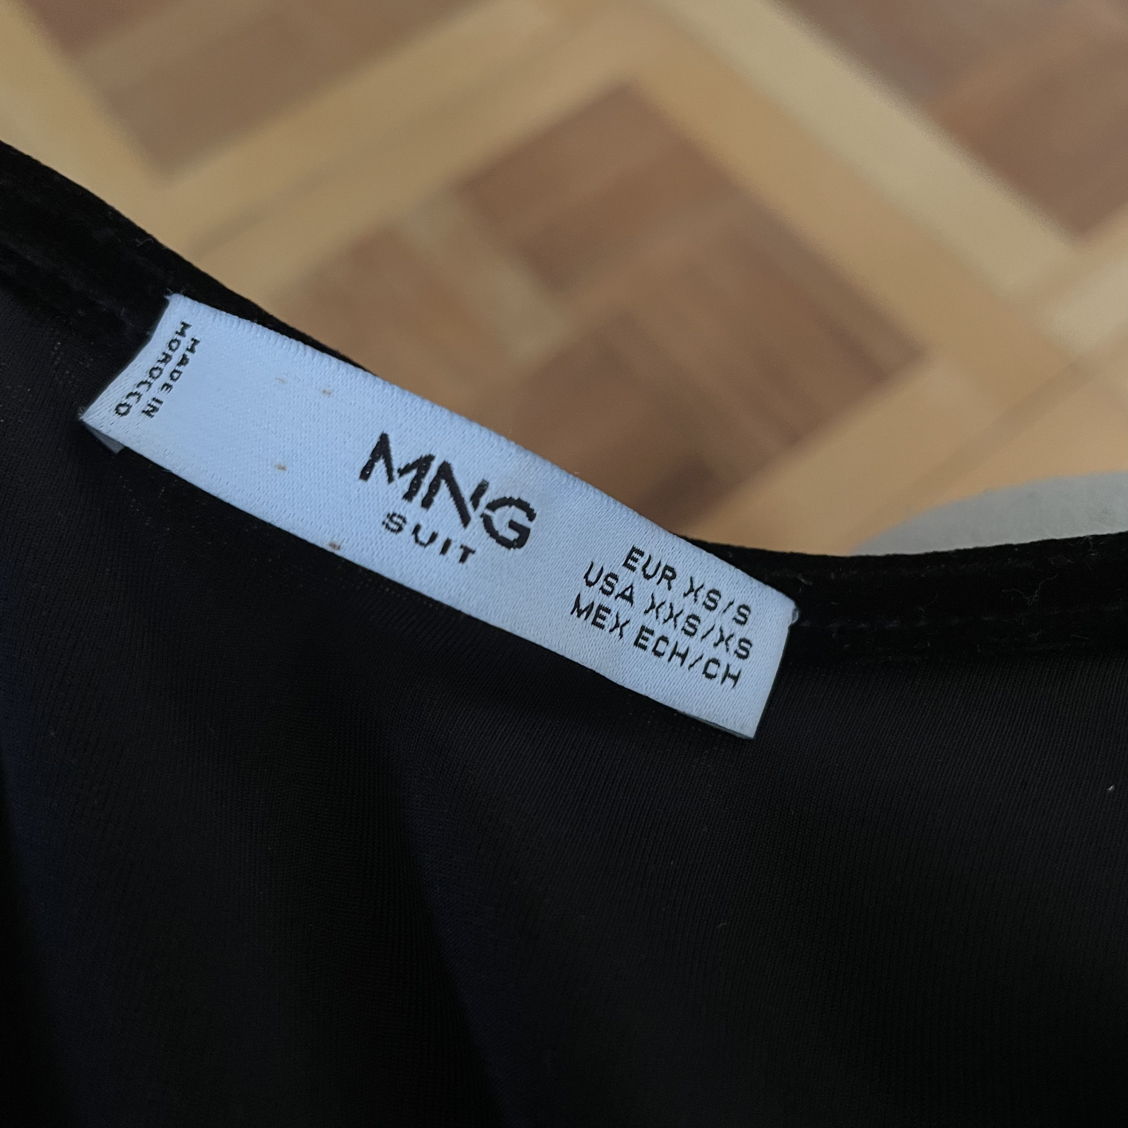 MADE IN
MOROCCO
MNG
SUIT
EUR XS/S
USA XXS/XS
MEX ECH/CH